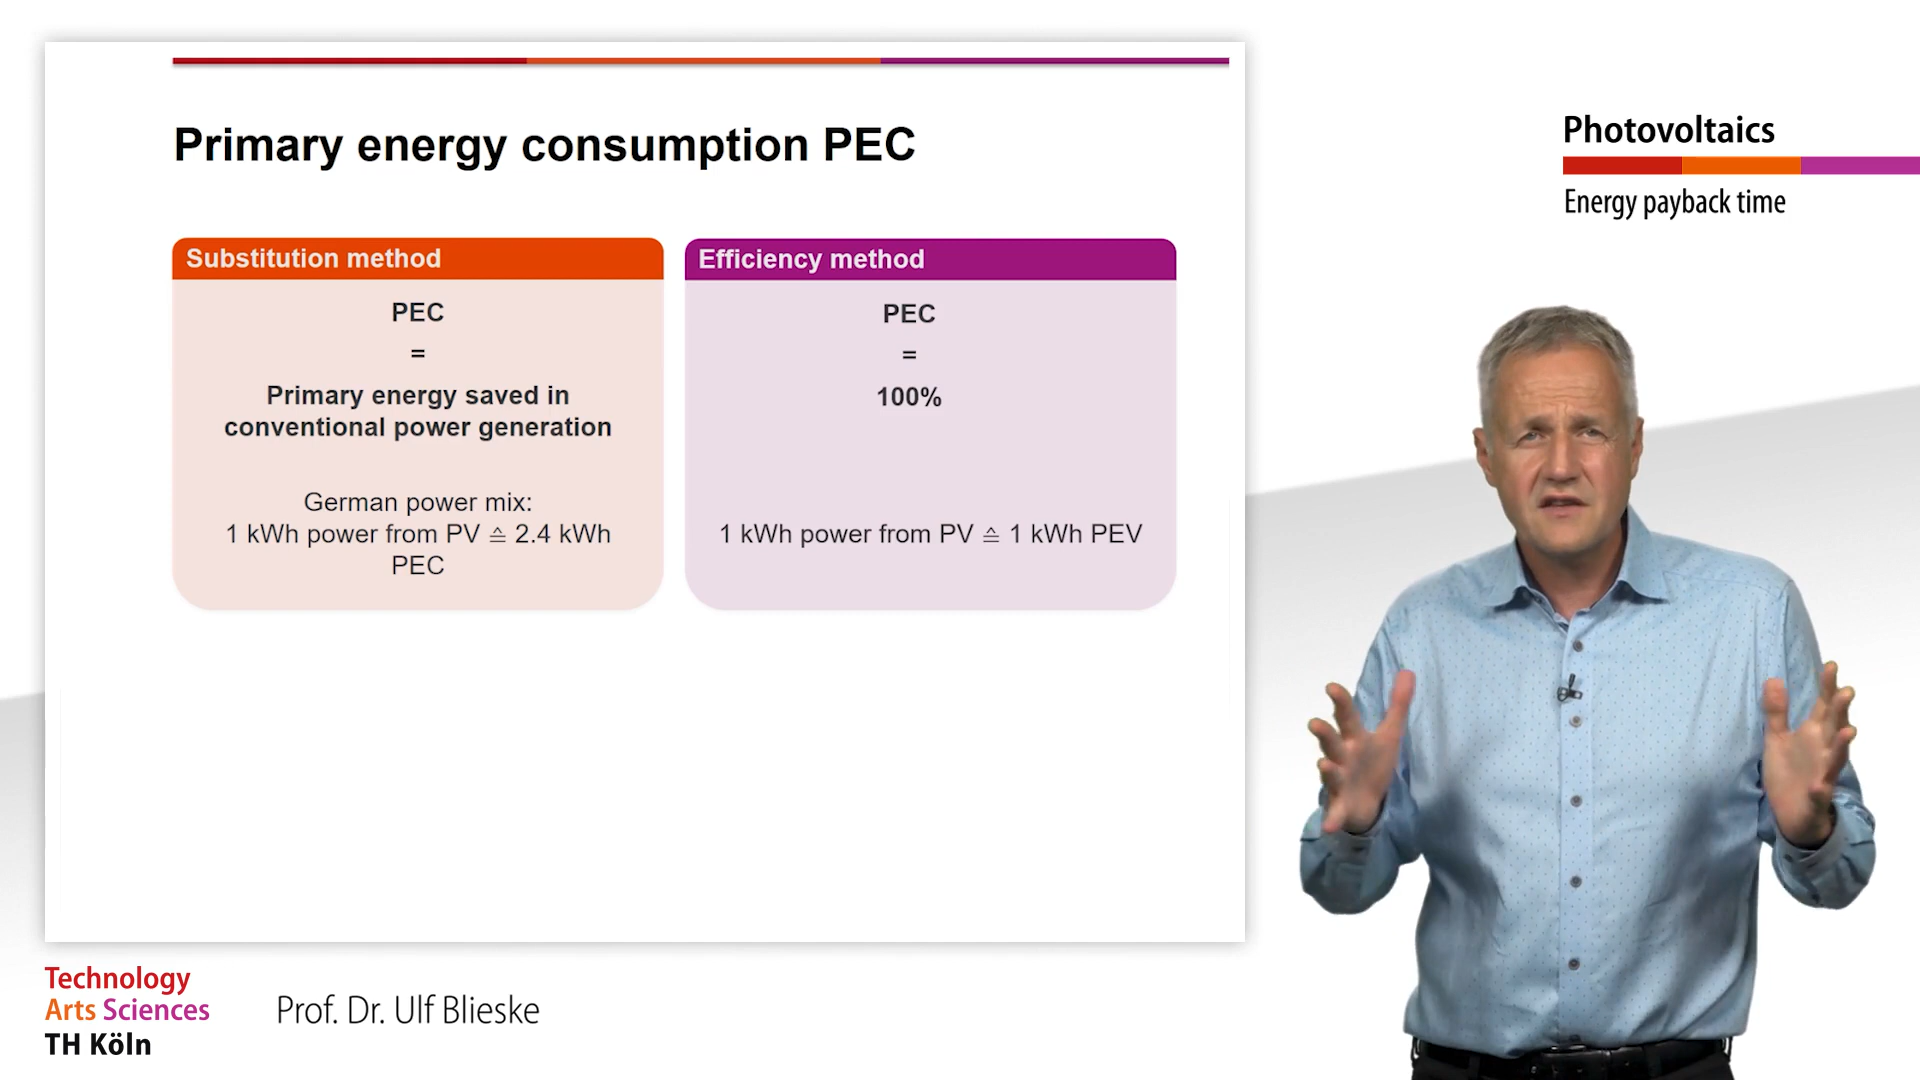 Primary energy consumption PEC
Substitution method
PEC
=
Primary energy saved in
conventional power generation
German power mix:
1 kWh power from PV ≙ 2.4 kWh
PEC
Efficiency method
PEC
=
100%
1 kWh power from PV ≙ 1 kWh PEV
Photovoltaics
Energy payback time
Technology
Arts Sciences
TH Köln
Prof. Dr. Ulf Blieske